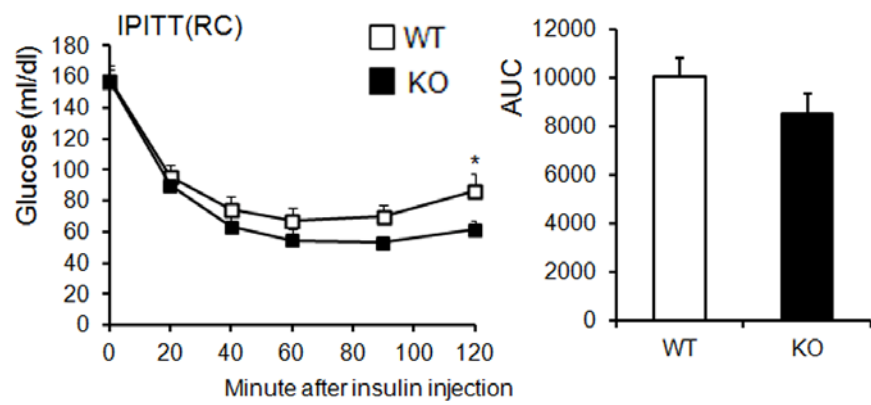 IPITT(RC)
WT
KO
Glucose (ml/dl)
180
160
140
120
100
80
60
40
20
0
*
0 20 40 60 80 100 120
Minute after insulin injection
AUC
12000
10000
8000
6000
4000
2000
0
WT KO